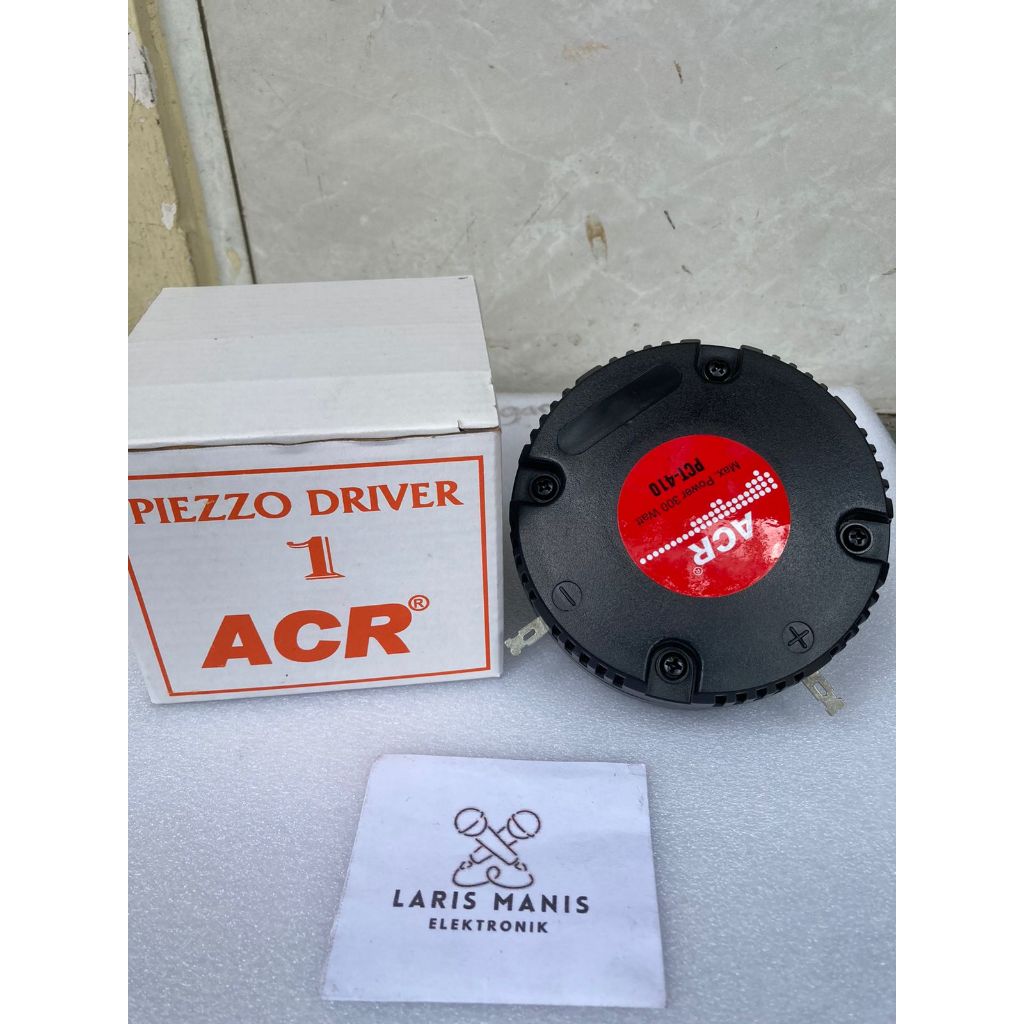 PIEZZO DRIVER
1
ACR®
ACR®
PCT-410
Max. Power 300 Watt
LARIS MANIS
ELEKTRONIK